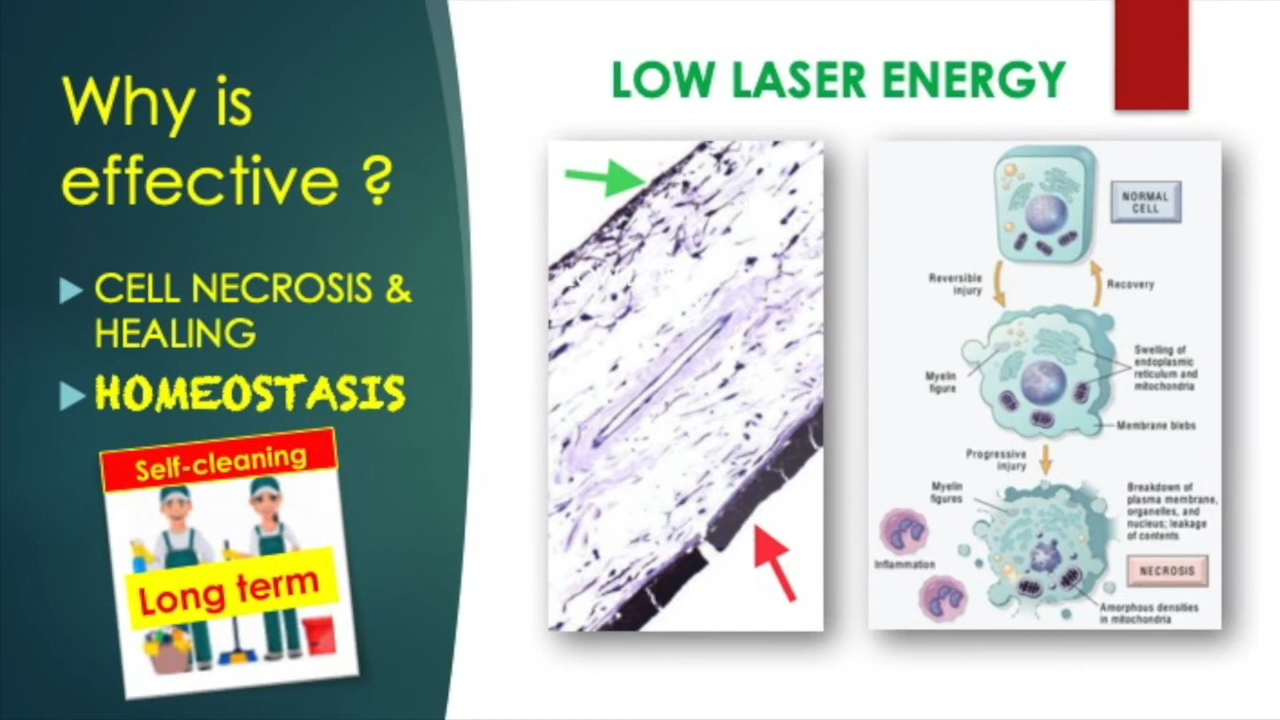 Why is
effective ?
CELL NECROSIS &
HEALING
HOMEOSTASIS
Self-cleaning
Long term
LOW LASER ENERGY
NORMAL
CELL
Reversible
injury
Recovery
Myelin
figure
Swelling of
endoplasmic
reticulum and
mitochondria
Membrane blebs
Progressive
injury
Myelin
figures
Breakdown of
plasma membrane,
organelles, and
nucleus; leakage
of contents
Inflammation
NECROSIS
Amorphous densities
in mitochondria